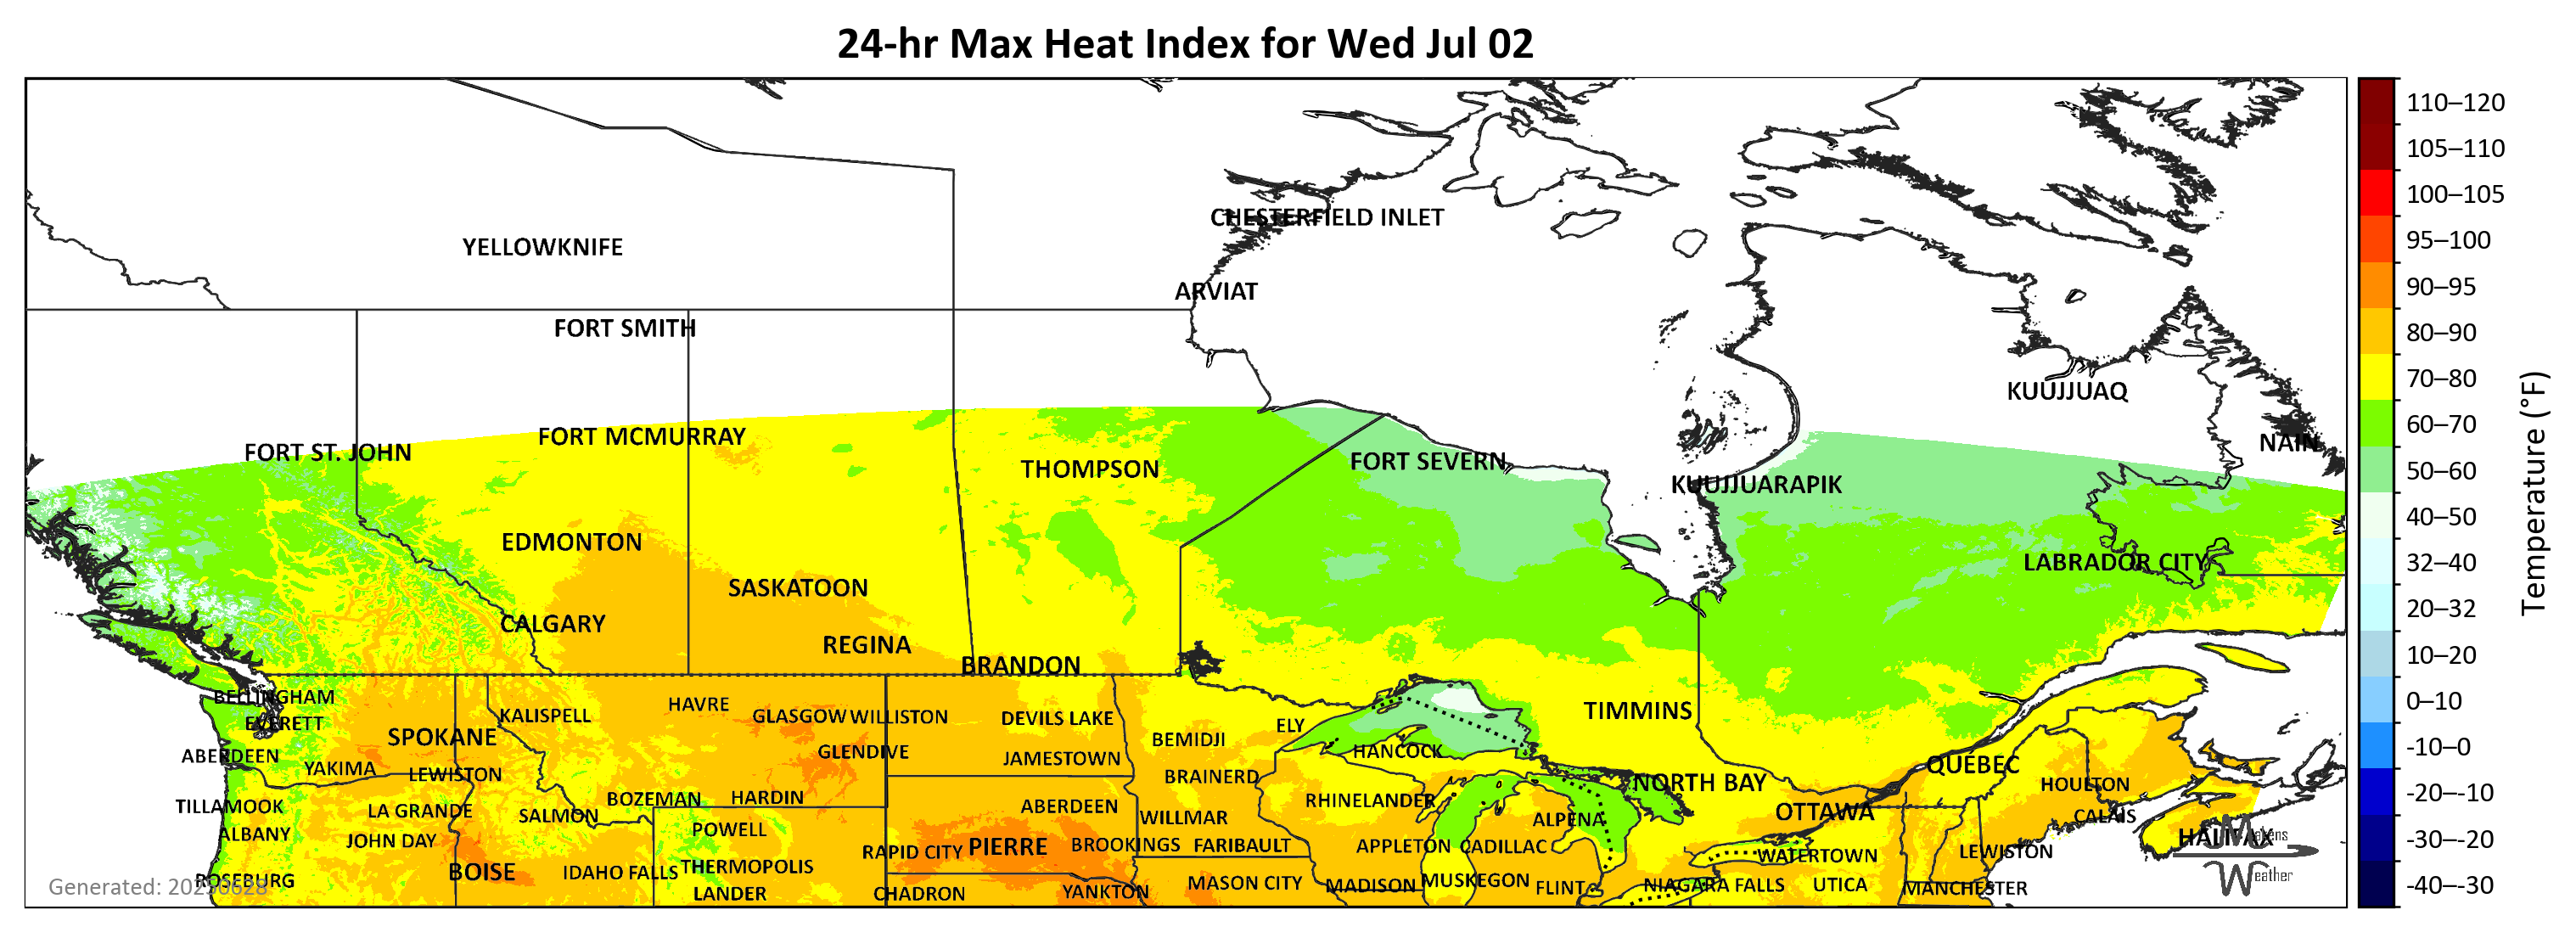 24-hr Max Heat Index for Wed Jul 02
CHESTERFIELD INLET
YELLOWKNIFE
ARVIAT
FORT SMITH
KUUJJUAQ
FORT MCMURRAY
NAIN
FORT ST. JOHN
FORT SEVERN
THOMPSON
KUUJJUARAPIK
EDMONTON
LABRADOR CITY
SASKATOON
CALGARY
REGINA
BRANDON
BELLINGHAM
HAVRE
TIMMINS
KALISPELL
GLASGOW
WILLISTON
DEVILS LAKE
EVERETT
ELY
SPOKANE
BEMIDJI
HANCOCK
GLENDIVE
ABERDEEN
JAMESTOWN
QUÉBEC
YAKIMA
LEWISTON
BRAINERD
NORTH BAY
HOULTON
BOZEMAN
HARDIN
RHINELANDER
TILLAMOOK
LA GRANDE
ABERDEEN
OTTAWA
SALMON
WILLMAR
CALAIS
ALPENA
ALBANY
POWELL
HALIFAX
Makens
Weather
JOHN DAY
PIERRE
BROOKINGS
FARIBAULT
APPLETON
CADILLAC
RAPID CITY
LEWISTON
WATERTOWN
BOISE
IDAHO FALLS
THERMOPOLIS
ROSEBURG
MUSKEGON
MASON CITY
MADISON
FLINT
NIAGARA FALLS
UTICA
MANCHESTER
LANDER
CHADRON
YANKTON
Generated: 20250628
110–120
105–110
100–105
95–100
90–95
80–90
70–80
60–70
50–60
40–50
32–40
20–32
10–20
0–10
-10–0
-20–-10
-30–-20
-40–-30
Temperature (°F)